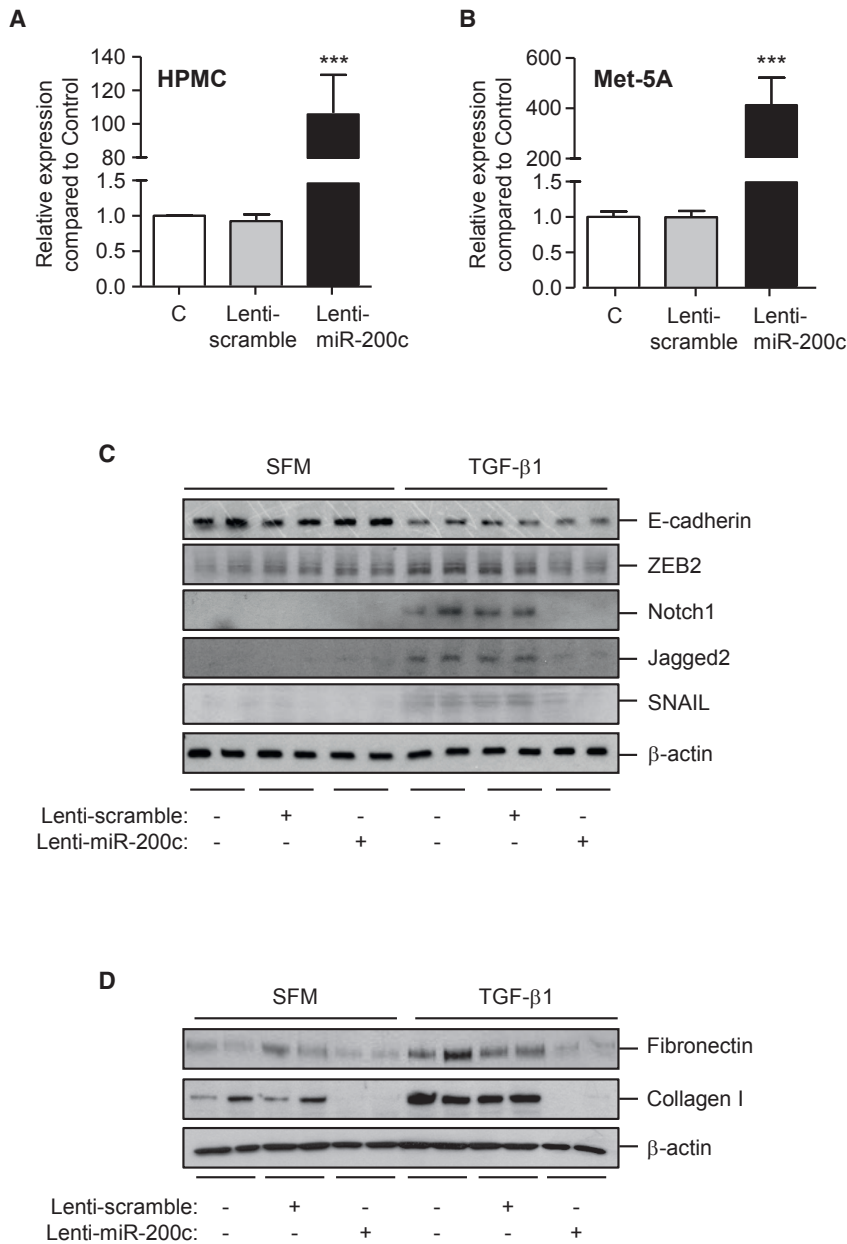 A
HPMC
***
Relative expression
compared to Control
140
120
100
80
1.5
1.0
0.5
0.0
C
Lenti-
scramble
Lenti-
miR-200c
B
Met-5A
***
Relative expression
compared to Control
600
400
200
1.5
1.0
0.5
0.0
C
Lenti-
scramble
Lenti-
miR-200c
C
SFM TGF-β1
E-cadherin
ZEB2
Notch1
Jagged2
SNAIL
β-actin
Lenti-scramble: - + - - + -
Lenti-miR-200c: - - + - - +
D
SFM TGF-β1
Fibronectin
Collagen I
β-actin
Lenti-scramble: - + - - + -
Lenti-miR-200c: - - + - - +